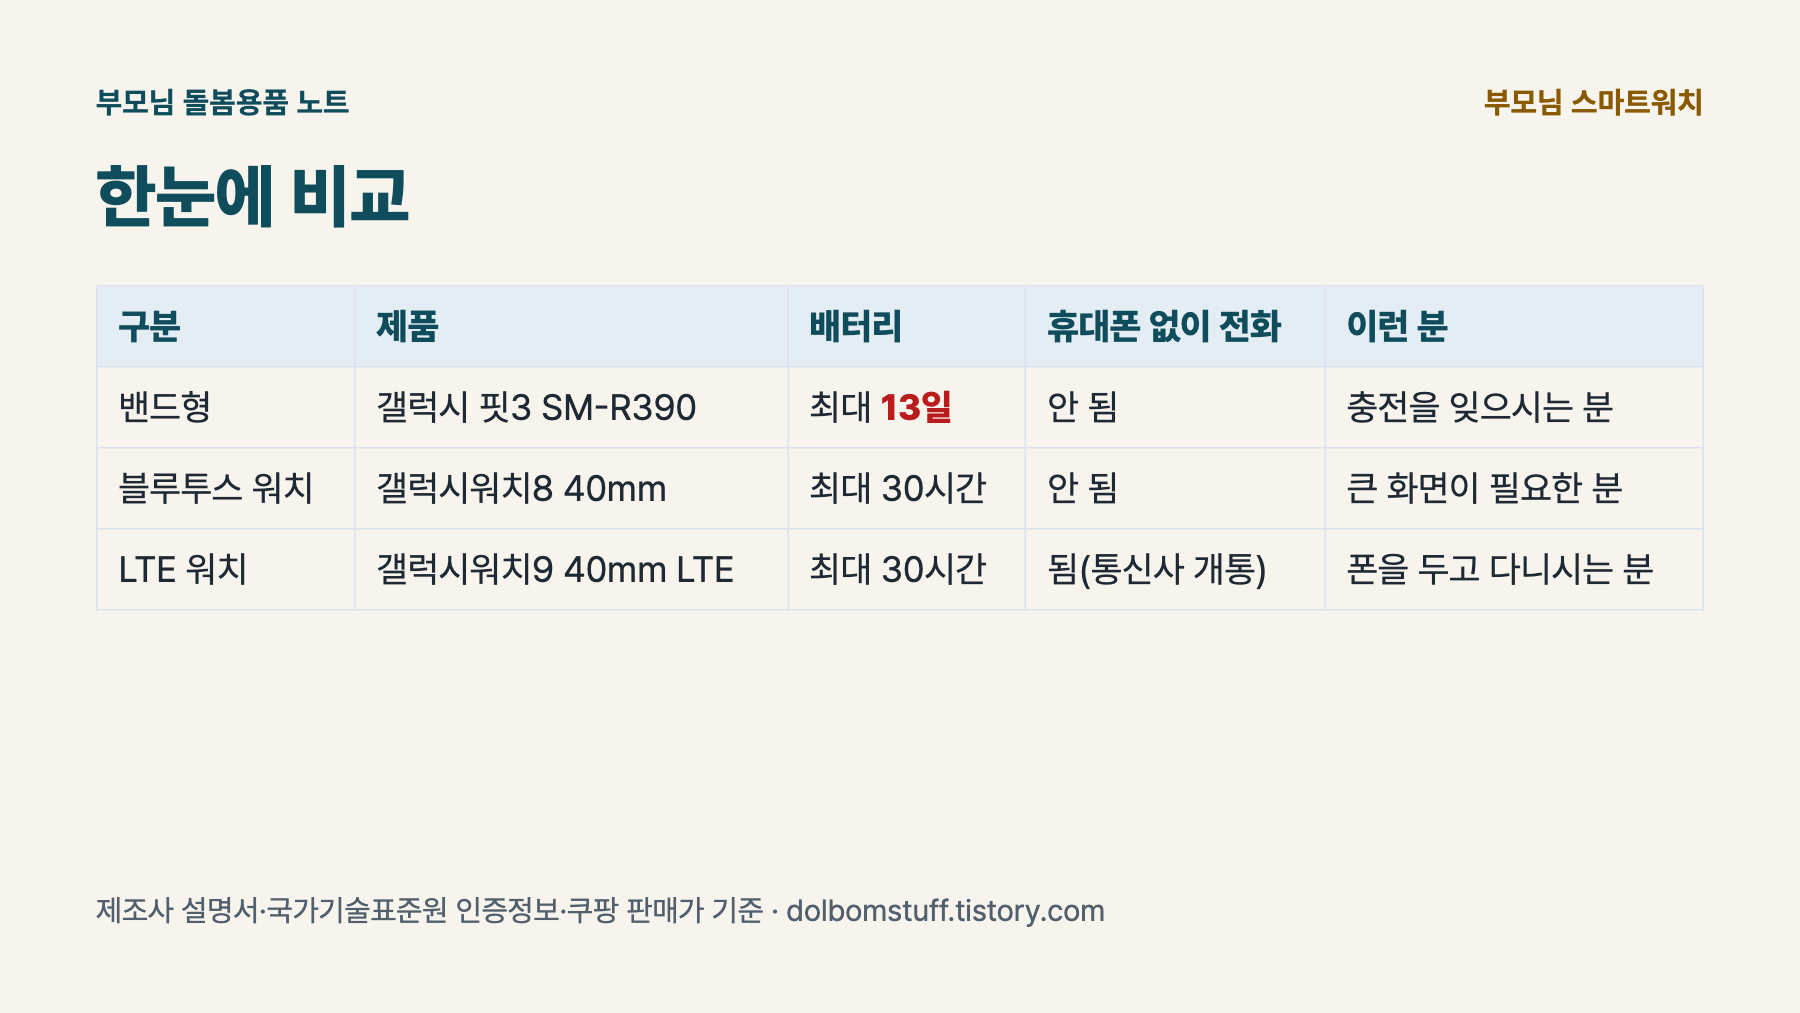 부모님 돌봄용품 노트
부모님 스마트워치
한눈에 비교
구분 제품 배터리 휴대폰 없이 전화 이런 분
밴드형 갤럭시 핏3 SM-R390 최대 13일 안 됨 충전을 잊으시는 분
블루투스 워치 갤럭시워치8 40mm 최대 30시간 안 됨 큰 화면이 필요한 분
LTE 워치 갤럭시워치9 40mm LTE 최대 30시간 됨(통신사 개통) 폰을 두고 다니시는 분
제조사 설명서·국가기술표준원 인증정보·쿠팡 판매가 기준 · dolbomstuff.tistory.com